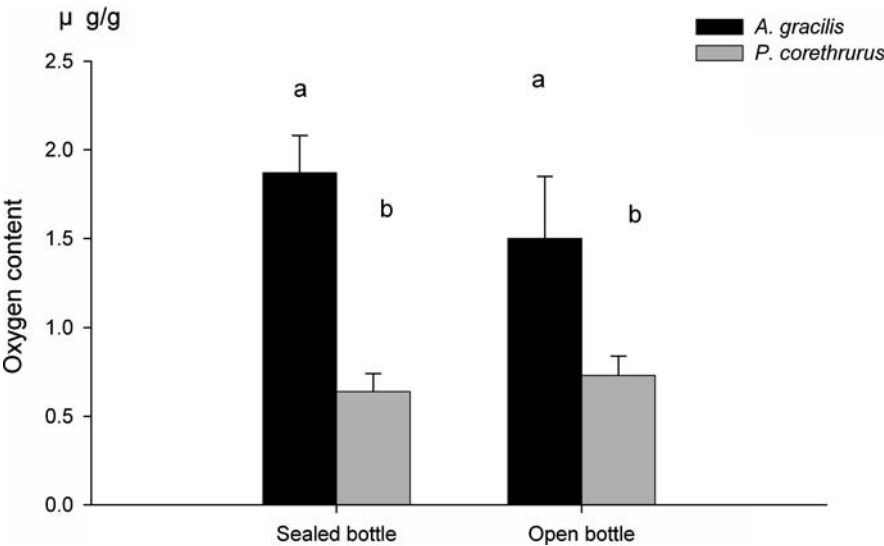 µ g/g
A. gracilis
P. corethrurus
2.5
2.0
1.5
1.0
0.5
0.0
Oxygen content
a
b
a
b
Sealed bottle
Open bottle